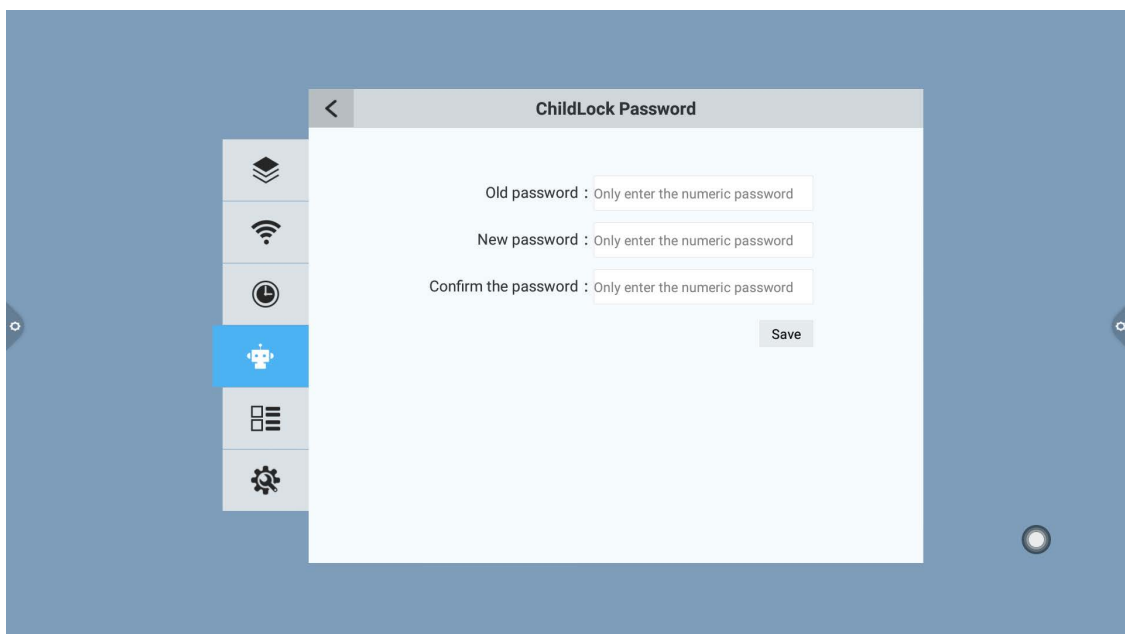 ChildLock Password
Old password : Only enter the numeric password
New password : Only enter the numeric password
Confirm the password : Only enter the numeric password
Save